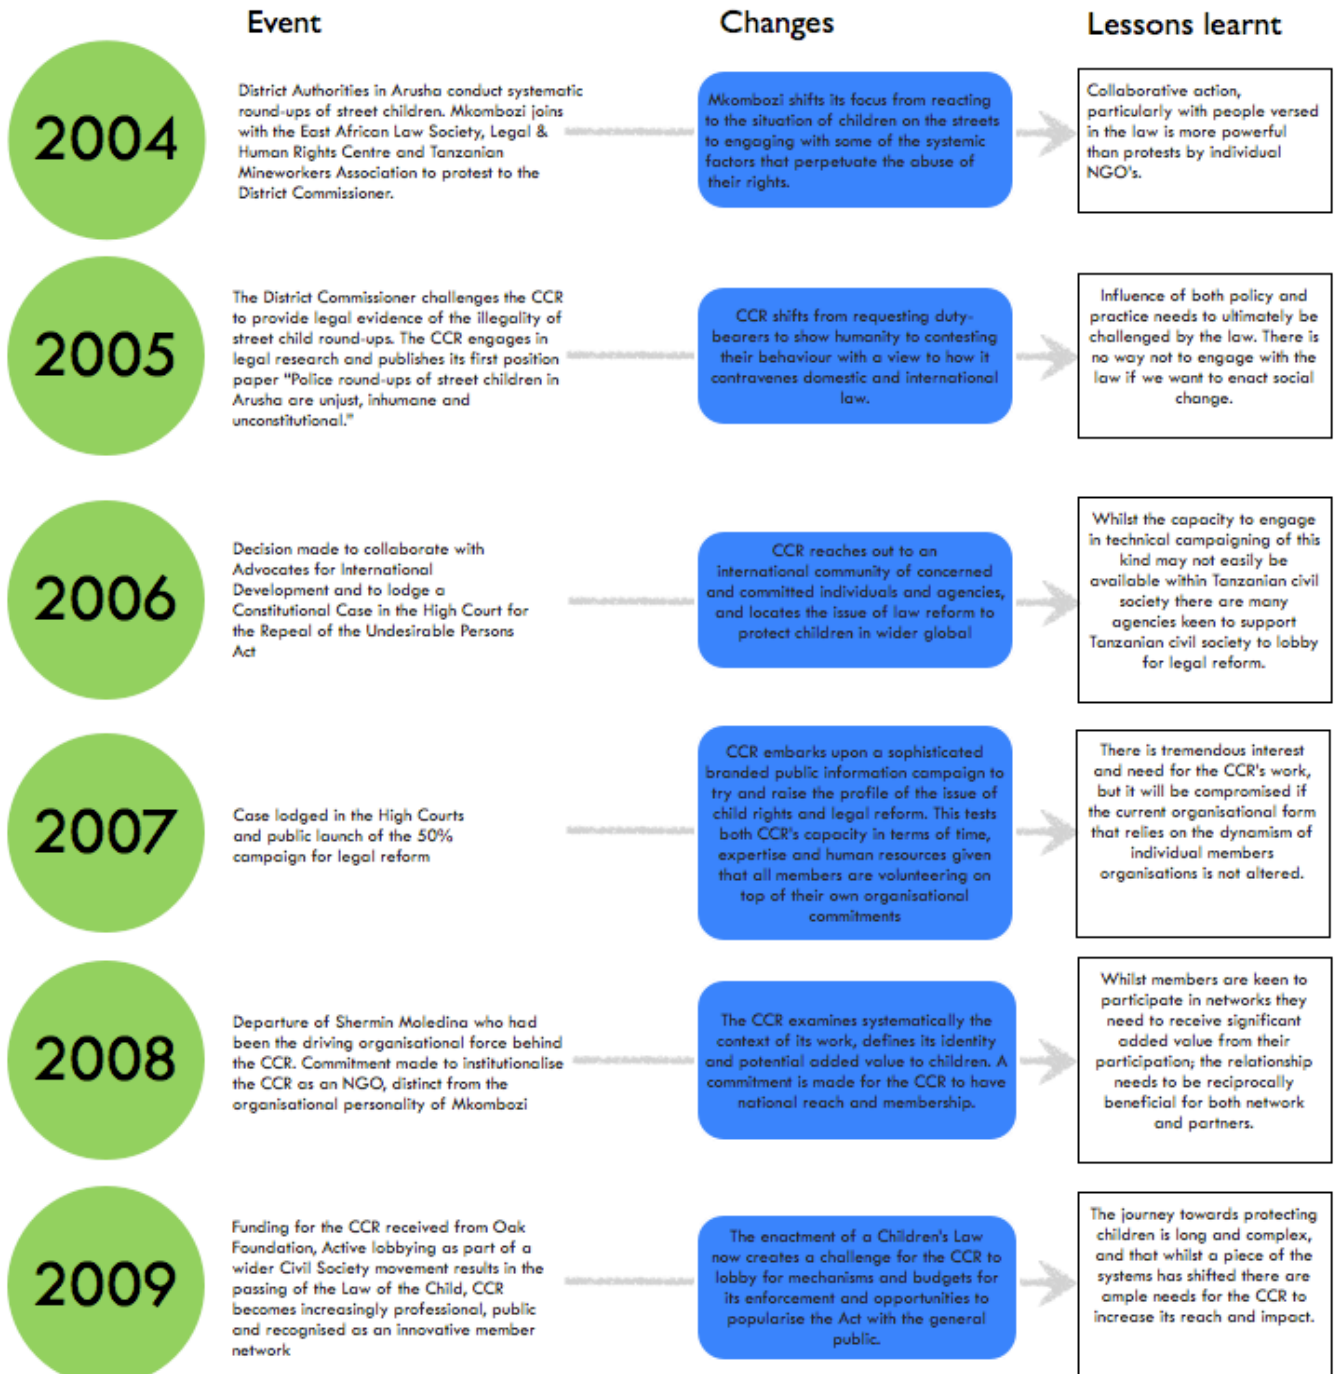 Event
Changes
Lessons learnt
2004
District Authorities in Arusha conduct systematic
round-ups of street children. Mkombozi joins
with the East African Law Society, Legal &
Human Rights Centre and Tanzanian
Mineworkers Association to protest to the
District Commissioner.
Mkombozi shifts its focus from reacting
to the situation of children on the streets
to engaging with some of the systemic
factors that perpetuate the abuse of
their rights.
Collaborative action,
particularly with people versed
in the law is more powerful
than protests by individual
NGO's.
2005
The District Commissioner challenges the CCR
to provide legal evidence of the illegality of
street child round-ups. The CCR engages in
legal research and publishes its first position
paper "Police round-ups of street children in
Arusha are unjust, inhumane and
unconstitutional."
CCR shifts from requesting duty-
bearers to show humanity to contesting
their behaviour with a view to how it
contravenes domestic and international
law.
Influence of both policy and
practice needs to ultimately be
challenged by the law. There is
no way not to engage with the
law if we want to enact social
change.
2006
Decision made to collaborate with
Advocates for International
Development and to lodge a
Constitutional Case in the High Court for
the Repeal of the Undesirable Persons
Act
CCR reaches out to an
international community of concerned
and committed individuals and agencies,
and locates the issue of law reform to
protect children in wider global
Whilst the capacity to engage
in technical campaigning of this
kind may not easily be
available within Tanzanian civil
society there are many
agencies keen to support
Tanzanian civil society to lobby
for legal reform.
2007
Case lodged in the High Courts
and public launch of the 50%
campaign for legal reform
CCR embarks upon a sophisticated
branded public information campaign to
try and raise the profile of the issue of
child rights and legal reform. This tests
both CCR's capacity in terms of time,
expertise and human resources given
that all members are volunteering on
top of their own organisational
commitments
There is tremendous interest
and need for the CCR's work,
but it will be compromised if
the current organisational form
that relies on the dynamism of
individual members
organisations is not altered.
2008
Departure of Shermin Moledina who had
been the driving organisational force behind
the CCR. Commitment made to institutionalise
the CCR as an NGO, distinct from the
organisational personality of Mkombozi
The CCR examines systematically the
context of its work, defines its identity
and potential added value to children. A
commitment is made for the CCR to have
national reach and membership.
Whilst members are keen to
participate in networks they
need to receive significant
added value from their
participation; the relationship
needs to be reciprocally
beneficial for both network
and partners.
2009
Funding for the CCR received from Oak
Foundation, Active lobbying as part of a
wider Civil Society movement results in the
passing of the Law of the Child, CCR
becomes increasingly professional, public
and recognised as an innovative member
network
The enactment of a Children's Law
now creates a challenge for the CCR to
lobby for mechanisms and budgets for
its enforcement and opportunities to
popularise the Act with the general
public.
The journey towards protecting
children is long and complex,
and that whilst a piece of the
systems has shifted there are
ample needs for the CCR to
increase its reach and impact.